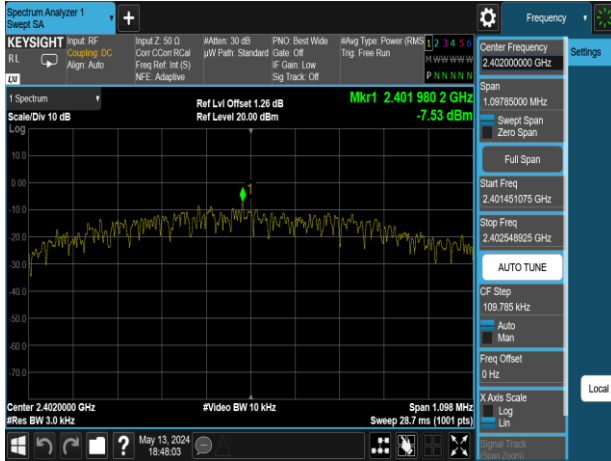 Spectrum Analyzer 1
Swept SA
+
Frequency
KEYSIGHT
RL
Input: RF
Coupling: DC
Align: Auto
Input Z: 50 Ω
Corr CCorr RCal
Freq Ref: Int (S)
NFE: Adaptive
#Atten: 30 dB
µW Path: Standard
PNO: Best Wide
Gate: Off
IF Gain: Low
Sig Track: Off
#Avg Type: Power (RMS
Trig: Free Run
1 2 3 4 5 6
M W W W W W
P N N N N N
LXI
1 Spectrum
Scale/Div 10 dB
Ref Lvl Offset 1.26 dB
Ref Level 20.00 dBm
Mkr1 2.401 980 2 GHz
-7.53 dBm
Log
10.0
0.00
-10.0
-20.0
-30.0
-40.0
-50.0
-60.0
-70.0
1
Center 2.4020000 GHz
#Res BW 3.0 kHz
#Video BW 10 kHz
Span 1.098 MHz
Sweep 28.7 ms (1001 pts)
?
May 13, 2024
18:48:03
Center Frequency
2.402000000 GHz
Span
1.09785000 MHz
Swept Span
Zero Span
Full Span
Start Freq
2.401451075 GHz
Stop Freq
2.402548925 GHz
AUTO TUNE
CF Step
109.785 kHz
Auto
Man
Freq Offset
0 Hz
X Axis Scale
Log
Lin
Signal Track
(Span Zoom)
Settings
Local